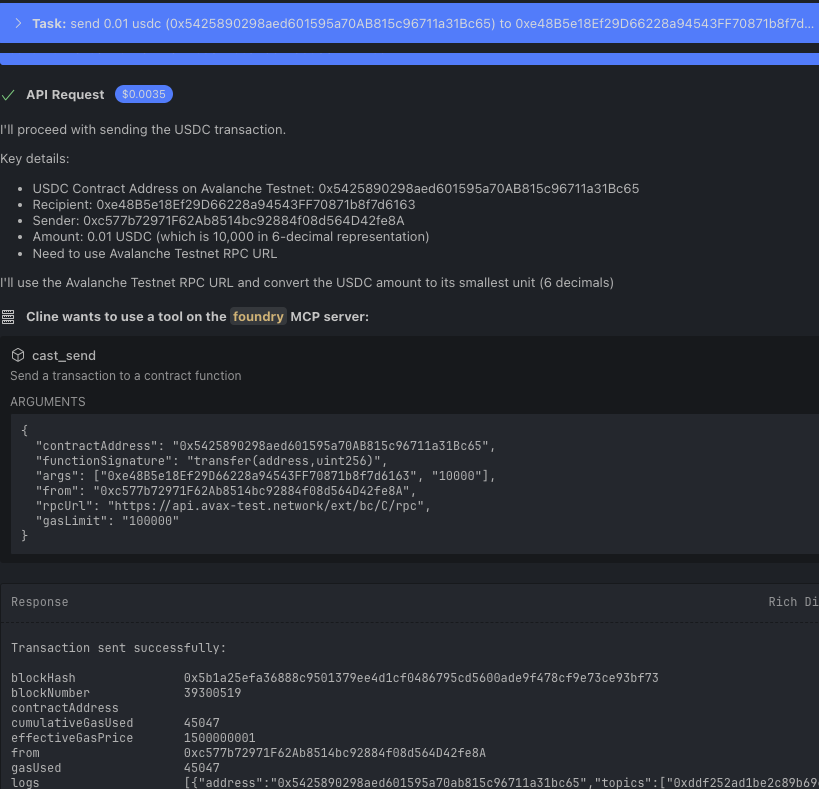 Task: send 0.01 usdc (0x5425890298aed601595a70AB815c96711a31Bc65) to 0xe48B5e18Ef29D66228a94543FF70871b8f7d...
API Request $0.0035
I'll proceed with sending the USDC transaction.
Key details:
• USDC Contract Address on Avalanche Testnet: 0x5425890298aed601595a70AB815c96711a31Bc65
• Recipient: 0xe48B5e18Ef29D66228a94543FF70871b8f7d6163
• Sender: 0xc577b72971F62Ab8514bc92884f08d564D42fe8A
• Amount: 0.01 USDC (which is 10,000 in 6-decimal representation)
• Need to use Avalanche Testnet RPC URL
I'll use the Avalanche Testnet RPC URL and convert the USDC amount to its smallest unit (6 decimals)
Cline wants to use a tool on the foundry MCP server:
cast_send
Send a transaction to a contract function
ARGUMENTS
{
"contractAddress": "0x5425890298aed601595a70AB815c96711a31Bc65",
"functionSignature": "transfer(address,uint256)",
"args": ["0xe48B5e18Ef29D66228a94543FF70871b8f7d6163", "10000"],
"from": "0xc577b72971F62Ab8514bc92884f08d564D42fe8A",
"rpcUrl": "https://api.avax-test.network/ext/bc/C/rpc",
"gasLimit": "100000"
}
Response Rich Di
Transaction sent successfully:
blockHash 0x5b1a25efa36888c9501379ee4d1cf0486795cd5600ade9f478cf9e73ce93bf73
blockNumber 39300519
contractAddress
cumulativeGasUsed 45047
effectiveGasPrice 1500000001
from 0xc577b72971F62Ab8514bc92884f08d564D42fe8A
gasUsed 45047
logs [{"address":"0x5425890298aed601595a70ab815c96711a31bc65","topics":["0xddf252ad1be2c89b69